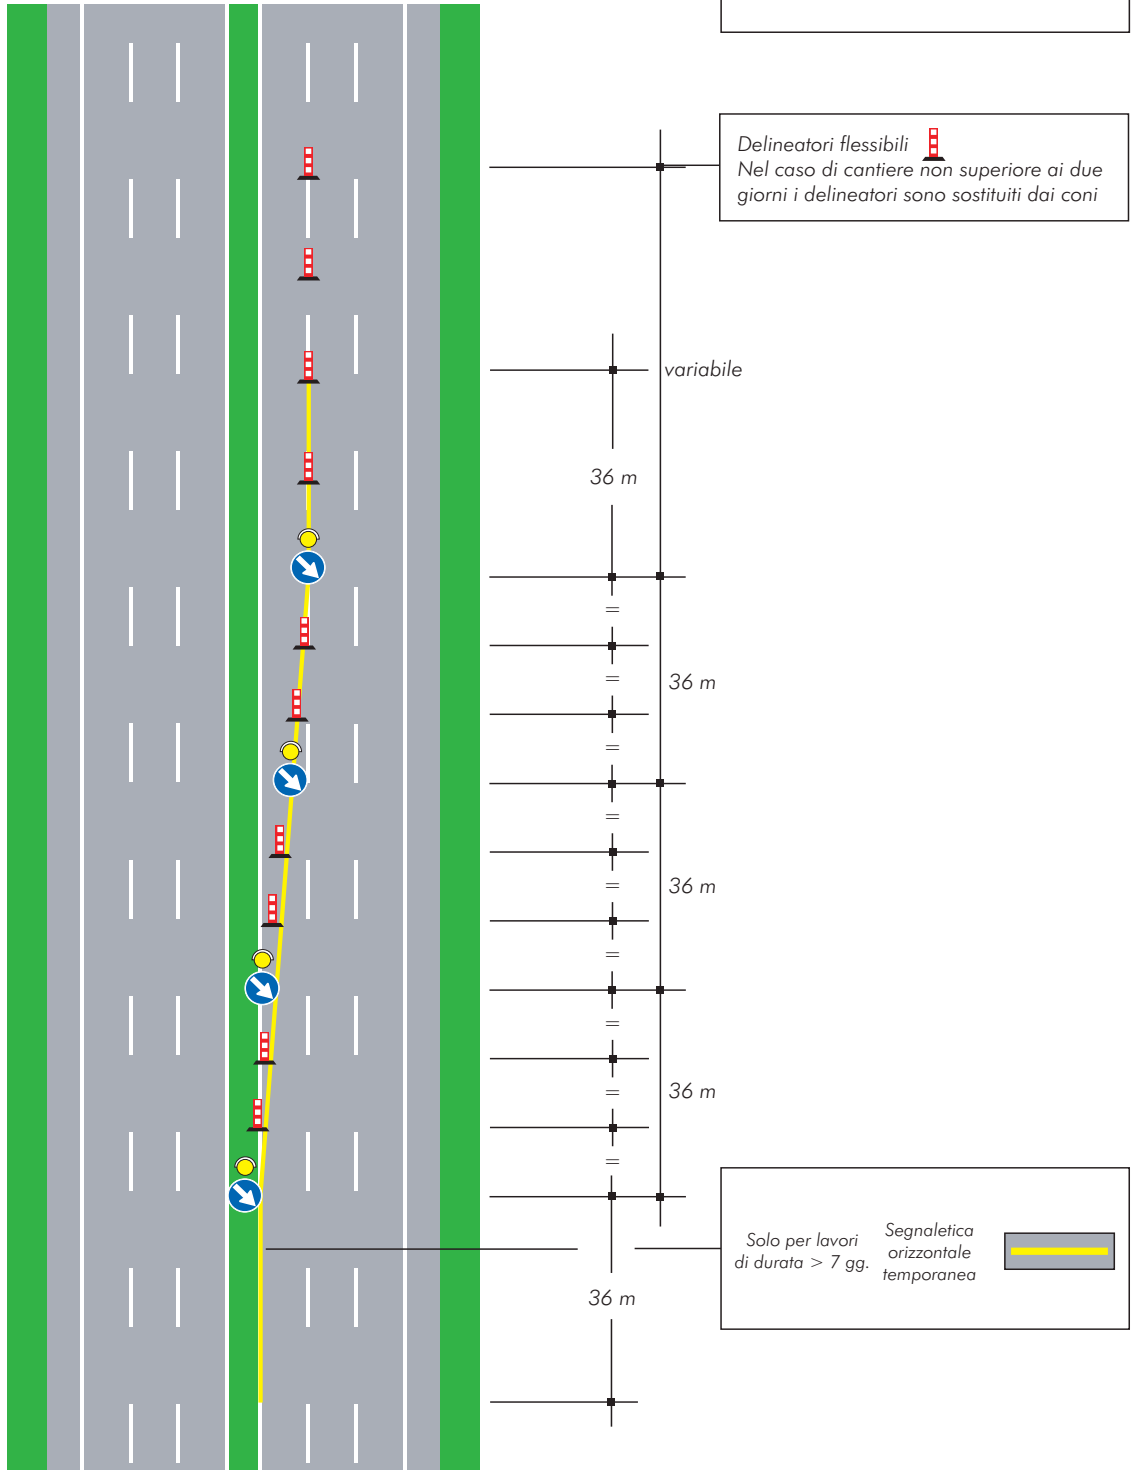 Delineatori flessibili
Nel caso di cantiere non superiore ai due
giorni i delineatori sono sostituiti dai coni
variabile
36 m
=
=
36 m
=
=
=
36 m
=
=
=
36 m
=
=
Solo per lavori
di durata > 7 gg.
Segnaletica
orizzontale
temporanea
36 m